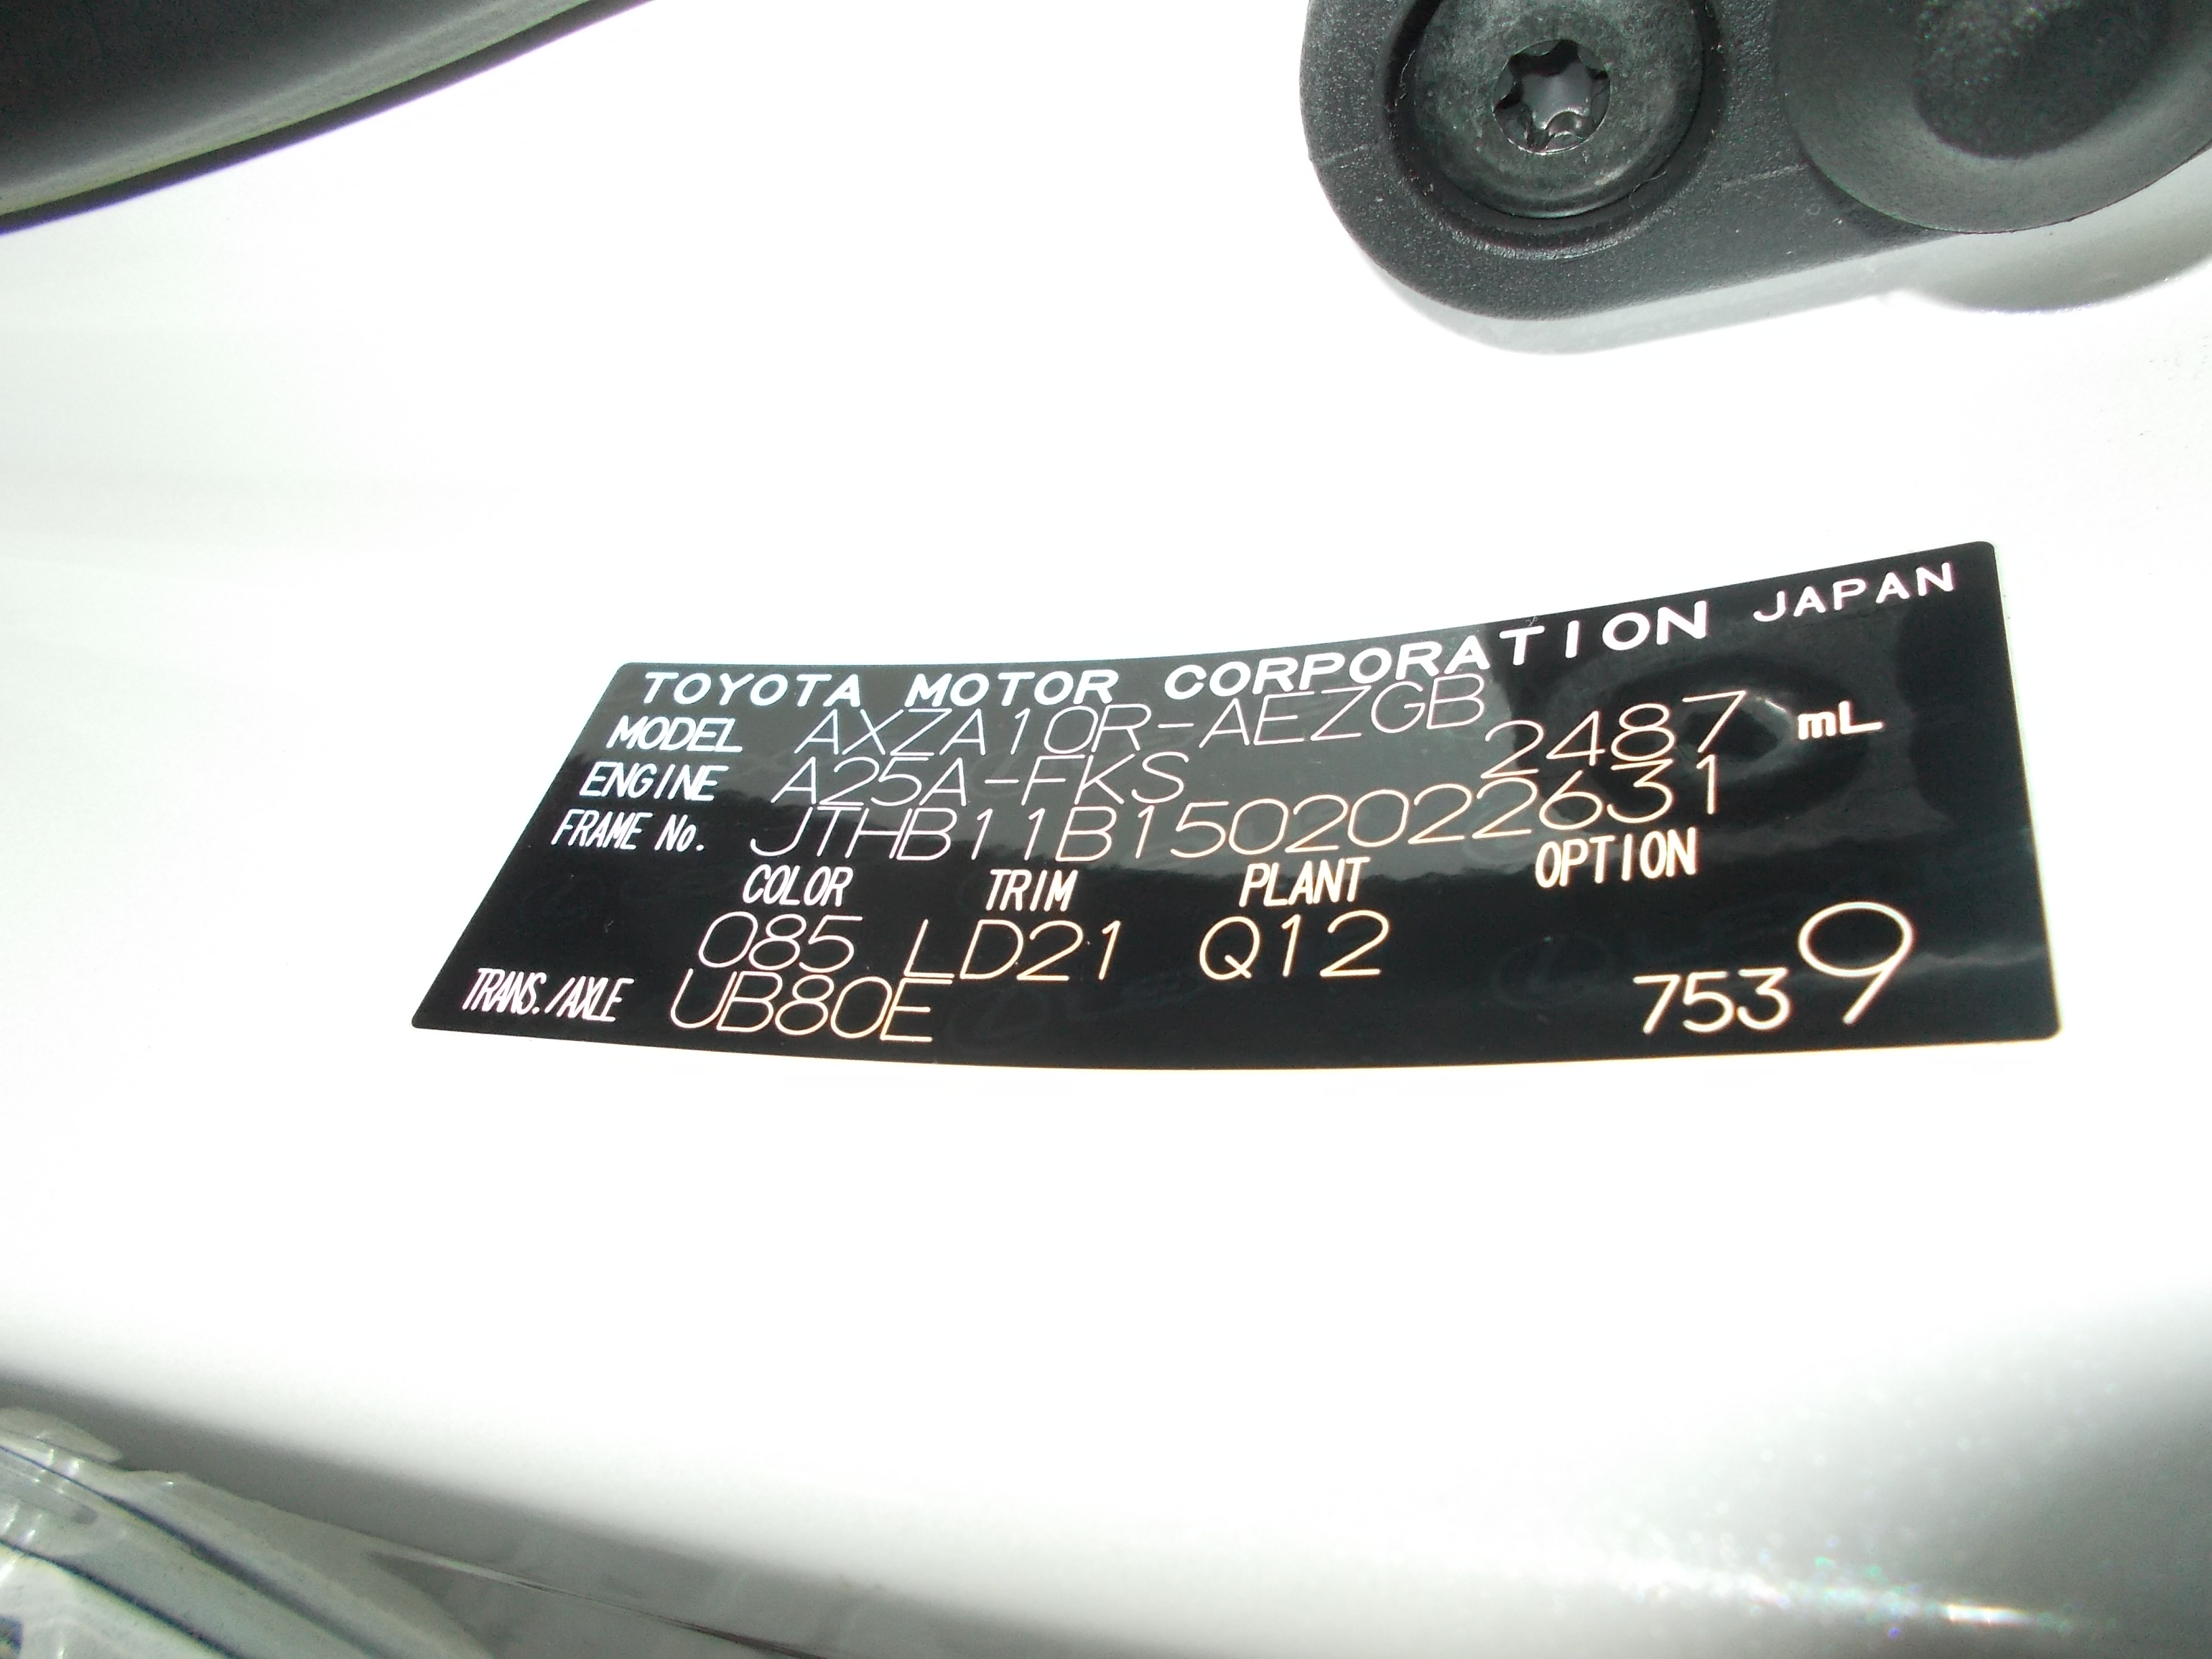 TOYOTA MOTOR CORPORATION JAPAN
MODEL AXZA10R-AEZGB
ENGINE A25A-FKS 2487 mL
FRAME No. JTHB11B1502022631
COLOR TRIM PLANT OPTION
085 LD21 Q12
TRANS./AXLE UB80E 7539